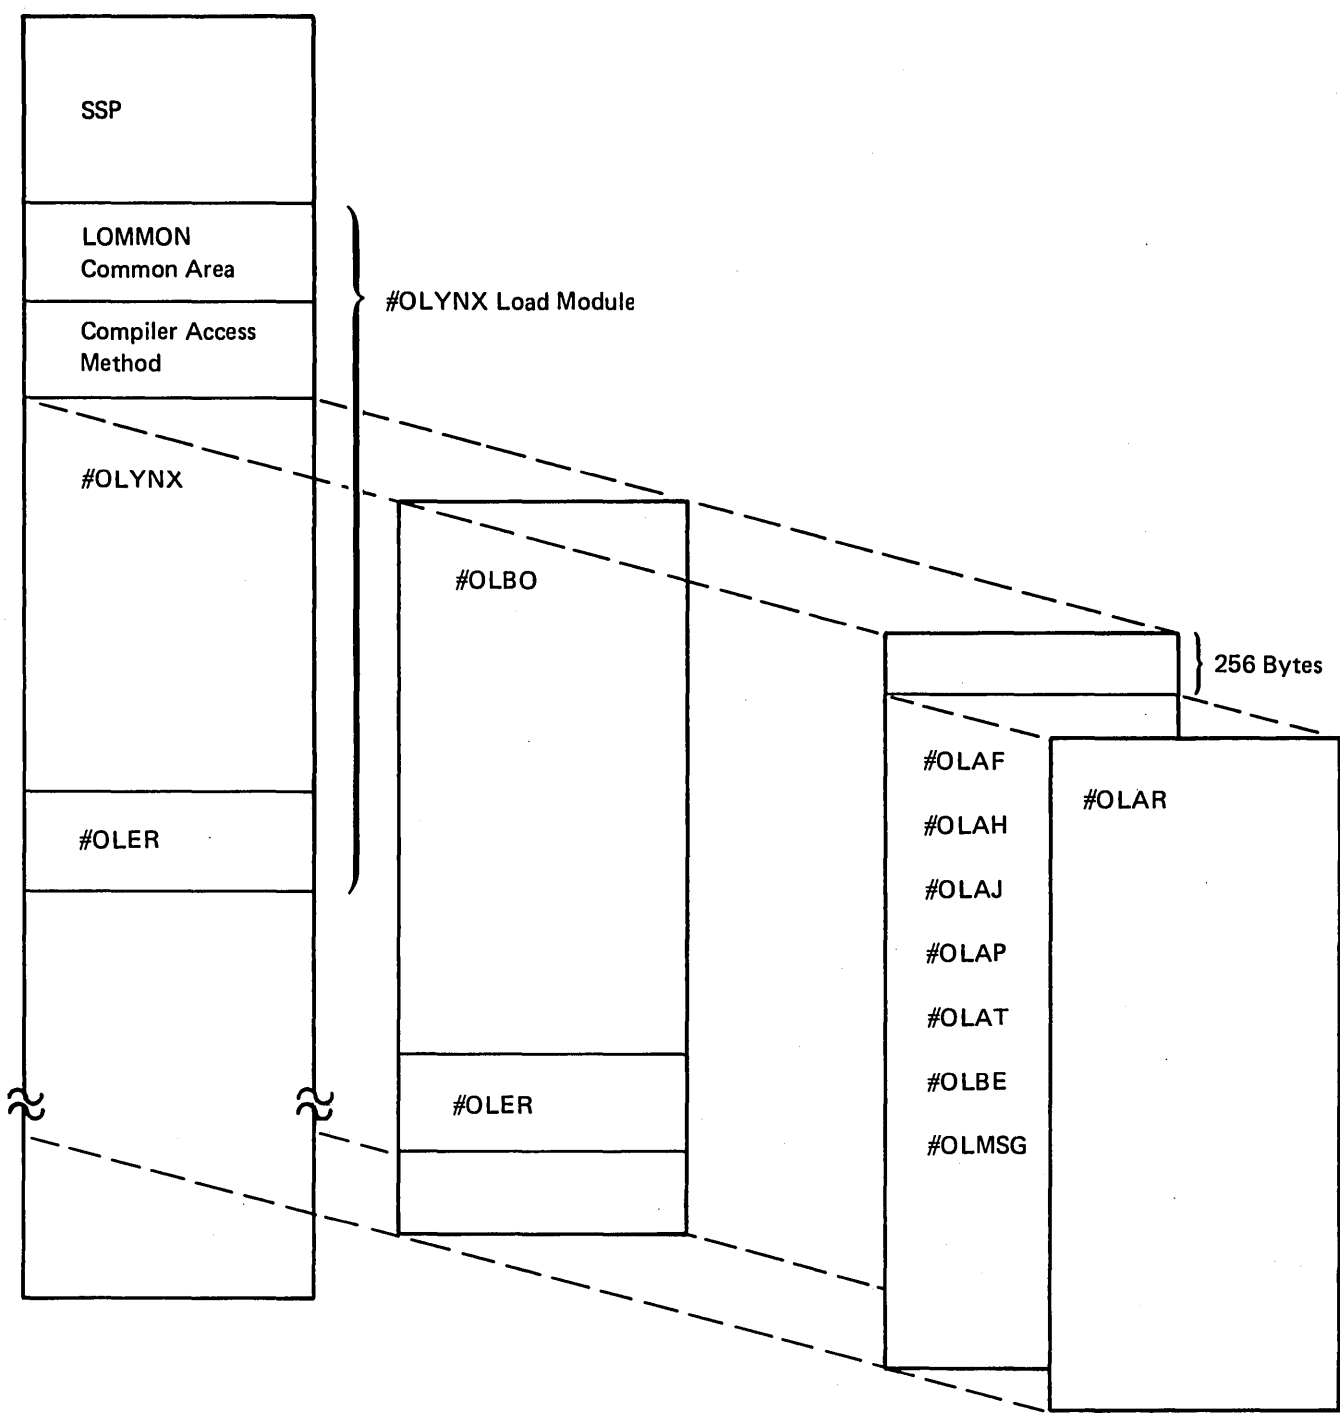 SSP
LOMMON
Common Area
Compiler Access
Method
#OLYNX Load Module
#OLYNX
#OLER
#OLBO
#OLER
256 Bytes
#OLAF
#OLAH
#OLAJ
#OLAP
#OLAT
#OLBE
#OLMSG
#OLAR